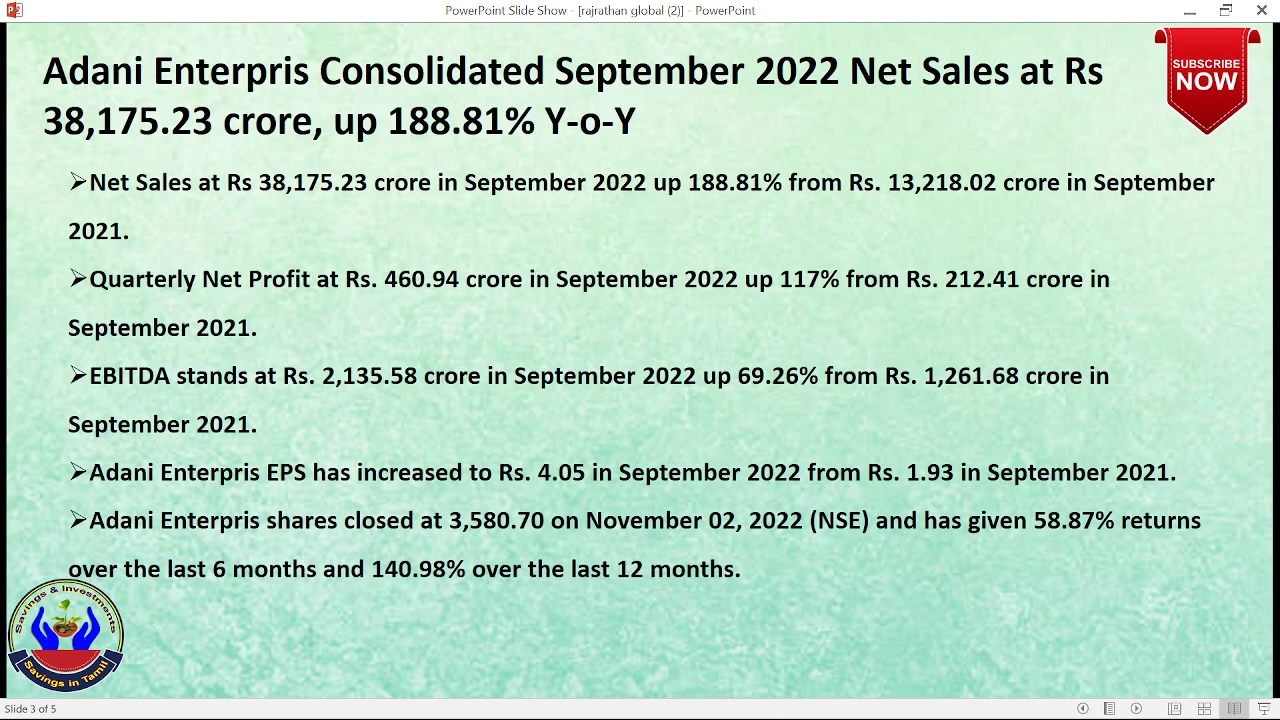 PowerPoint Slide Show - [rajrathan global (2)] - PowerPoint
Adani Enterpris Consolidated September 2022 Net Sales at Rs
38,175.23 crore, up 188.81% Y-o-Y
SUBSCRIBE
NOW
➢Net Sales at Rs 38,175.23 crore in September 2022 up 188.81% from Rs. 13,218.02 crore in September
2021.
➢Quarterly Net Profit at Rs. 460.94 crore in September 2022 up 117% from Rs. 212.41 crore in
September 2021.
➢EBITDA stands at Rs. 2,135.58 crore in September 2022 up 69.26% from Rs. 1,261.68 crore in
September 2021.
➢Adani Enterpris EPS has increased to Rs. 4.05 in September 2022 from Rs. 1.93 in September 2021.
➢Adani Enterpris shares closed at 3,580.70 on November 02, 2022 (NSE) and has given 58.87% returns
over the last 6 months and 140.98% over the last 12 months.
Savings & Investments
Savings in Tamil
Slide 3 of 5